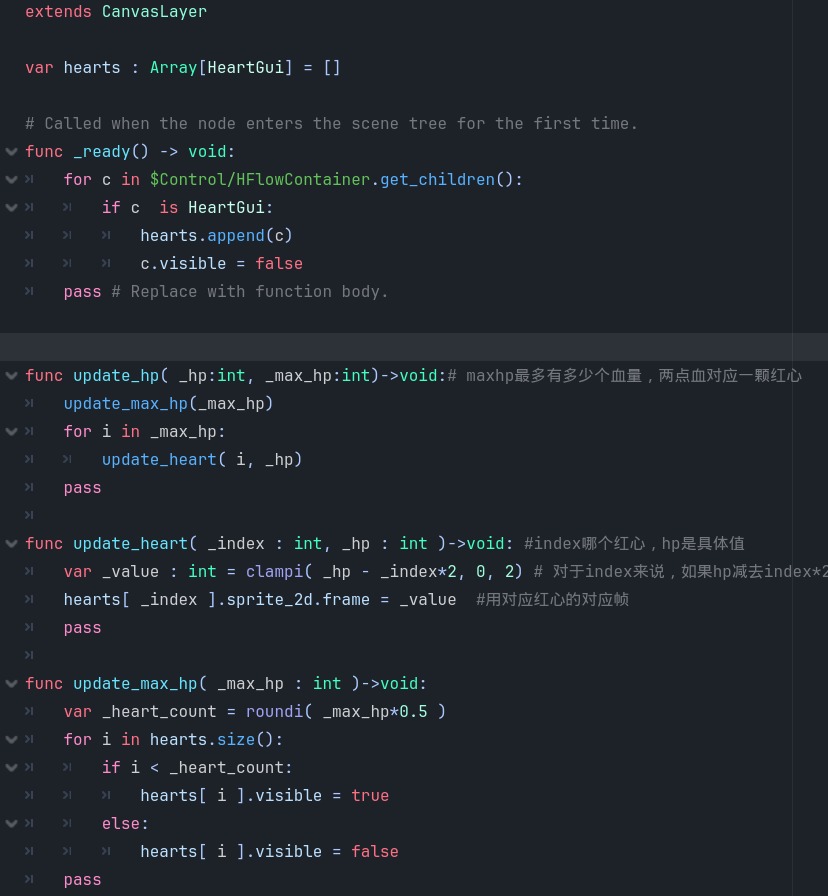 extends CanvasLayer
var hearts : Array[HeartGui] = []
# Called when the node enters the scene tree for the first time.
func _ready() -> void:
for c in $Control/HFlowContainer.get_children():
if c  is HeartGui:
hearts.append(c)
c.visible = false
pass # Replace with function body.
func update_hp( _hp:int, _max_hp:int)->void:# maxhp最多有多少个血量，两点血对应一颗红心
update_max_hp(_max_hp)
for i in _max_hp:
update_heart( i, _hp)
pass
func update_heart( _index : int, _hp : int )->void: #index哪个红心，hp是具体值
var _value : int = clampi( _hp - _index*2, 0, 2) # 对于index来说，如果hp减去index*2
hearts[ _index ].sprite_2d.frame = _value  #用对应红心的对应帧
pass
func update_max_hp( _max_hp : int )->void:
var _heart_count = roundi( _max_hp*0.5 )
for i in hearts.size():
if i < _heart_count:
hearts[ i ].visible = true
else:
hearts[ i ].visible = false
pass